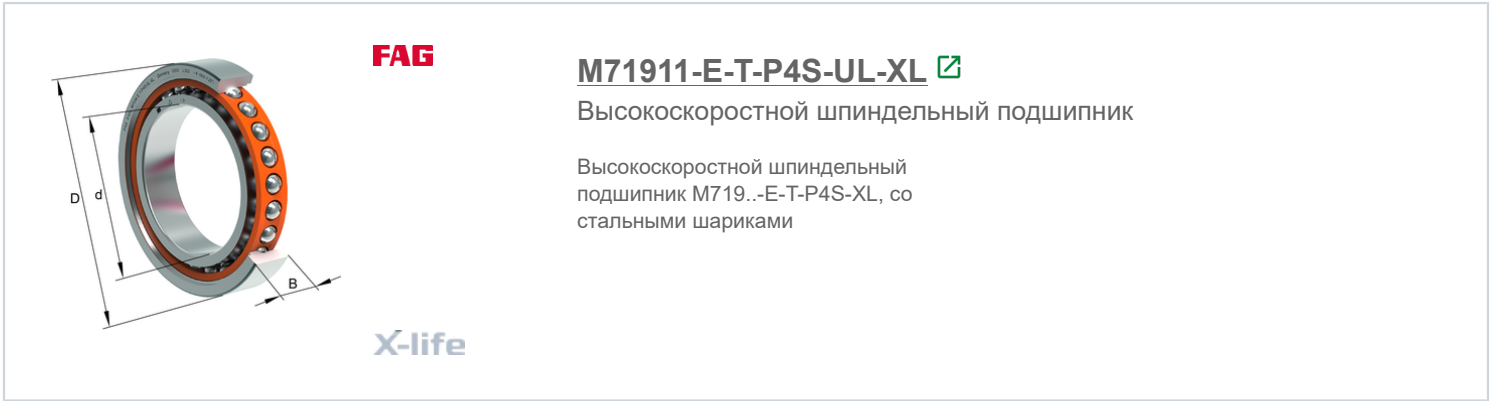 FAG
M71911-E-T-P4S-UL-XL
Высокоскоростной шпиндельный подшипник
Высокоскоростной шпиндельный
подшипник M719..-E-T-P4S-XL, со
стальными шариками
D
d
B
X-life